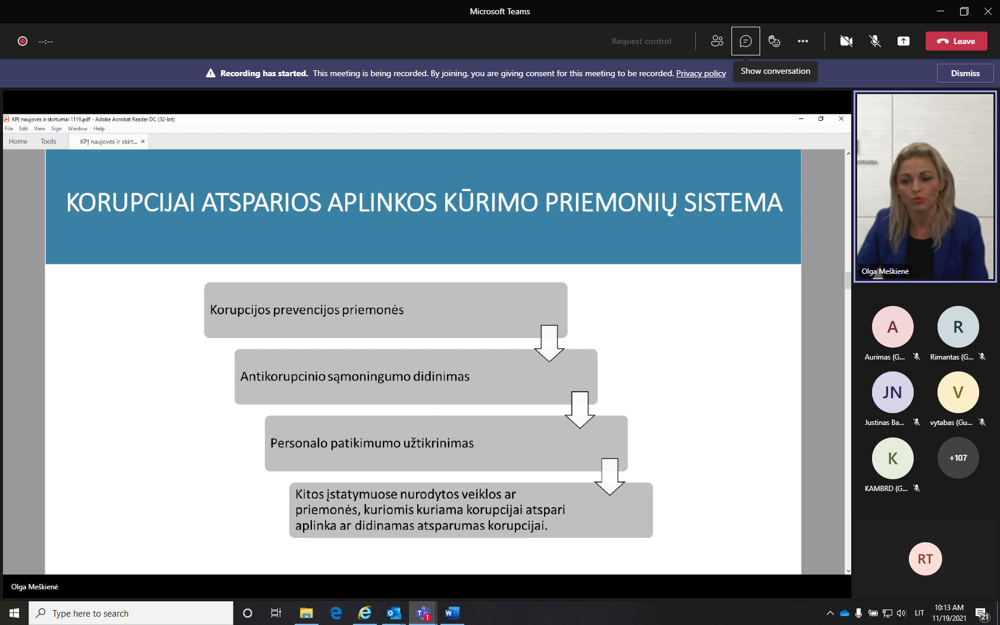 Microsoft Teams
--:--
Request control
Leave
Recording has started. This meeting is being recorded. By joining, you are giving consent for this meeting to be recorded. Privacy policy
Show conversation
Dismiss
KPĮ naujovės ir skirtumai 1119.pdf - Adobe Acrobat Reader DC (32-bit)
File Edit View Sign Window Help
Home Tools KPĮ naujovės ir skirt...
KORUPCIJAI ATSPARIOS APLINKOS KŪRIMO PRIEMONIŲ SISTEMA
Korupcijos prevencijos priemonės
Antikorupcinio sąmoningumo didinimas
Personalo patikimumo užtikrinimas
Kitos įstatymuose nurodytos veiklos ar
priemonės, kuriomis kuriama korupcijai atspari
aplinka ar didinamas atsparumas korupcijai.
Olga Meškienė
Olga Meškienė
A
R
Aurimas (G...
Rimantas (G...
JN
V
Justinas Ba...
vytabas (Gu...
K
+107
KAMBRD (G...
RT
Type here to search
LIT
10:13 AM
11/19/2021
21